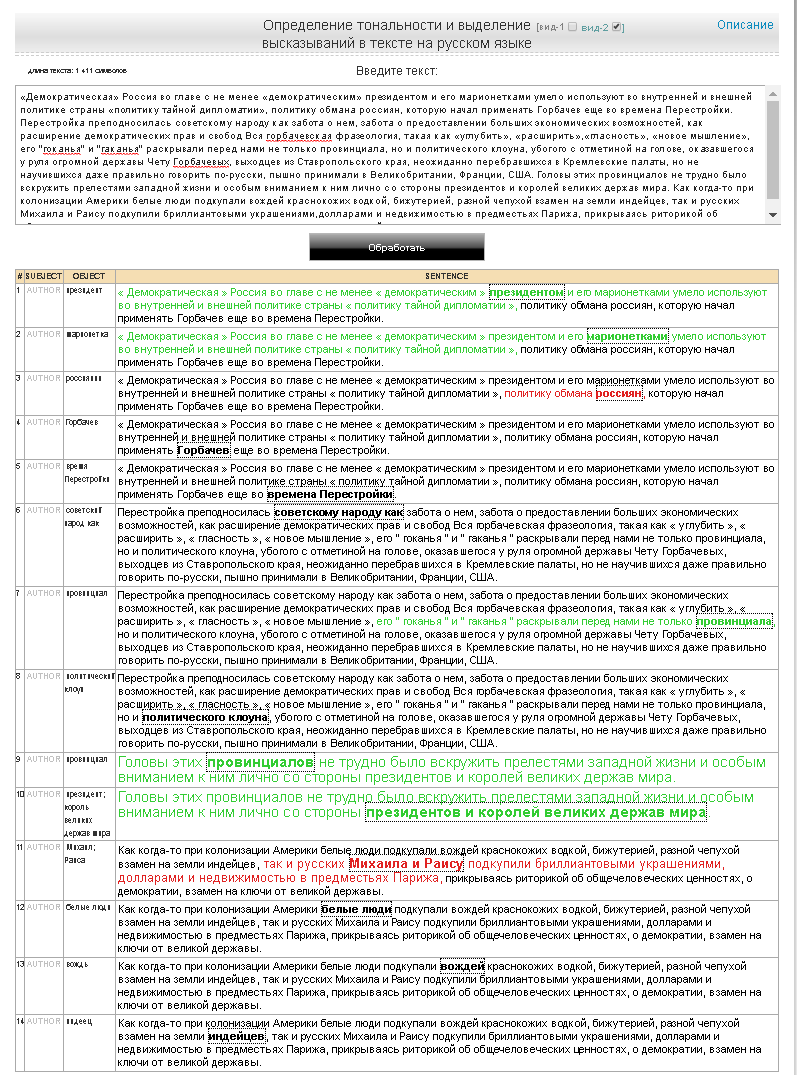 Определение тональности и выделение [вид-1 вид-2 ] Описание
высказываний в тексте на русском языке
длина текста: 1 411 символов Введите текст:
«Демократическая» Россия во главе с не менее «демократическим» президентом и его марионетками умело используют во внутренней и внешней
политике страны «политику тайной дипломатии», политику обмана россиян, которую начал применять Горбачев еще во времена Перестройки.
Перестройка преподносилась советскому народу как забота о нем, забота о предоставлении больших экономических возможностей, как
расширение демократических прав и свобод Вся горбачевская фразеология, такая как «углубить», «расширить»,«гласность», «новое мышление»,
его "гоканья" и "гаканья" раскрывали перед нами не только провинциала, но и политического клоуна, убогого с отметиной на голове, оказавшегося
у руля огромной державы Чету Горбачевых, выходцев из Ставропольского края, неожиданно перебравшихся в Кремлевские палаты, но не
научившихся даже правильно говорить по-русски, пышно принимали в Великобритании, Франции, США. Головы этих провинциалов не трудно было
вскружить прелестями западной жизни и особым вниманием к ним лично со стороны президентов и королей великих держав мира. Как когда-то при
колонизации Америки белые люди подкупали вождей краснокожих водкой, бижутерией, разной чепухой взамен на земли индейцев, так и русских
Михаила и Раису подкупили бриллиантовыми украшениями,долларами и недвижимостью в предместьях Парижа, прикрываясь риторикой об
Обработать
# SUBJECT OBJECT SENTENCE
1 AUTHOR президент « Демократическая » Россия во главе с не менее « демократическим » президентом и его марионетками умело используют
во внутренней и внешней политике страны « политику тайной дипломатии », политику обмана россиян, которую начал
применять Горбачев еще во времена Перестройки.
2 AUTHOR марионетка « Демократическая » Россия во главе с не менее « демократическим » президентом и его марионетками умело используют
во внутренней и внешней политике страны « политику тайной дипломатии », политику обмана россиян, которую начал
применять Горбачев еще во времена Перестройки.
3 AUTHOR россиянин « Демократическая » Россия во главе с не менее « демократическим » президентом и его марионетками умело используют во
внутренней и внешней политике страны « политику тайной дипломатии », политику обмана россиян, которую начал
применять Горбачев еще во времена Перестройки.
4 AUTHOR Горбачев « Демократическая » Россия во главе с не менее « демократическим » президентом и его марионетками умело используют во
внутренней и внешней политике страны « политику тайной дипломатии », политику обмана россиян, которую начал
применять Горбачев еще во времена Перестройки.
5 AUTHOR время « Демократическая » Россия во главе с не менее « демократическим » президентом и его марионетками умело используют во
Перестройки внутренней и внешней политике страны « политику тайной дипломатии », политику обмана россиян, которую начал
применять Горбачев еще во времена Перестройки.
6 AUTHOR советский Перестройка преподносилась советскому народу как забота о нем, забота о предоставлении больших экономических
народ как возможностей, как расширение демократических прав и свобод Вся горбачевская фразеология, такая как « углубить », «
расширить », « гласность », « новое мышление », его " гоканья " и " гаканья " раскрывали перед нами не только провинциала,
но и политического клоуна, убогого с отметиной на голове, оказавшегося у руля огромной державы Чету Горбачевых,
выходцев из Ставропольского края, неожиданно перебравшихся в Кремлевские палаты, но не научившихся даже правильно
говорить по-русски, пышно принимали в Великобритании, Франции, США.
7 AUTHOR провинциал Перестройка преподносилась советскому народу как забота о нем, забота о предоставлении больших экономических
возможностей, как расширение демократических прав и свобод Вся горбачевская фразеология, такая как « углубить », «
расширить », « гласность », « новое мышление », его " гоканья " и " гаканья " раскрывали перед нами не только провинциала,
но и политического клоуна, убогого с отметиной на голове, оказавшегося у руля огромной державы Чету Горбачевых,
выходцев из Ставропольского края, неожиданно перебравшихся в Кремлевские палаты, но не научившихся даже правильно
говорить по-русски, пышно принимали в Великобритании, Франции, США.
8 AUTHOR политический Перестройка преподносилась советскому народу как забота о нем, забота о предоставлении больших экономических
клоун возможностей, как расширение демократических прав и свобод Вся горбачевская фразеология, такая как « углубить », «
расширить », « гласность », « новое мышление », его " гоканья " и " гаканья " раскрывали перед нами не только провинциала,
но и политического клоуна, убогого с отметиной на голове, оказавшегося у руля огромной державы Чету Горбачевых,
выходцев из Ставропольского края, неожиданно перебравшихся в Кремлевские палаты, но не научившихся даже правильно
говорить по-русски, пышно принимали в Великобритании, Франции, США.
9 AUTHOR провинциал Головы этих провинциалов не трудно было вскружить прелестями западной жизни и особым
вниманием к ним лично со стороны президентов и королей великих держав мира.
10 AUTHOR президент; Головы этих провинциалов не трудно было вскружить прелестями западной жизни и особым
король вниманием к ним лично со стороны президентов и королей великих держав мира.
великих
держав мира
11 AUTHOR Михаил; Как когда-то при колонизации Америки белые люди подкупали вождей краснокожих водкой, бижутерией, разной чепухой
Раиса взамен на земли индейцев, так и русских Михаила и Раису подкупили бриллиантовыми украшениями,
долларами и недвижимостью в предместьях Парижа, прикрываясь риторикой об общечеловеческих ценностях, о
демократии, взамен на ключи от великой державы.
12 AUTHOR белые люди Как когда-то при колонизации Америки белые люди подкупали вождей краснокожих водкой, бижутерией, разной чепухой
взамен на земли индейцев, так и русских Михаила и Раису подкупили бриллиантовыми украшениями, долларами и
недвижимостью в предместьях Парижа, прикрываясь риторикой об общечеловеческих ценностях, о демократии, взамен на
ключи от великой державы.
13 AUTHOR вождь Как когда-то при колонизации Америки белые люди подкупали вождей краснокожих водкой, бижутерией, разной чепухой
взамен на земли индейцев, так и русских Михаила и Раису подкупили бриллиантовыми украшениями, долларами и
недвижимостью в предместьях Парижа, прикрываясь риторикой об общечеловеческих ценностях, о демократии, взамен на
ключи от великой державы.
14 AUTHOR индеец Как когда-то при колонизации Америки белые люди подкупали вождей краснокожих водкой, бижутерией, разной чепухой
взамен на земли индейцев, так и русских Михаила и Раису подкупили бриллиантовыми украшениями, долларами и
недвижимостью в предместьях Парижа, прикрываясь риторикой об общечеловеческих ценностях, о демократии, взамен на
ключи от великой державы.